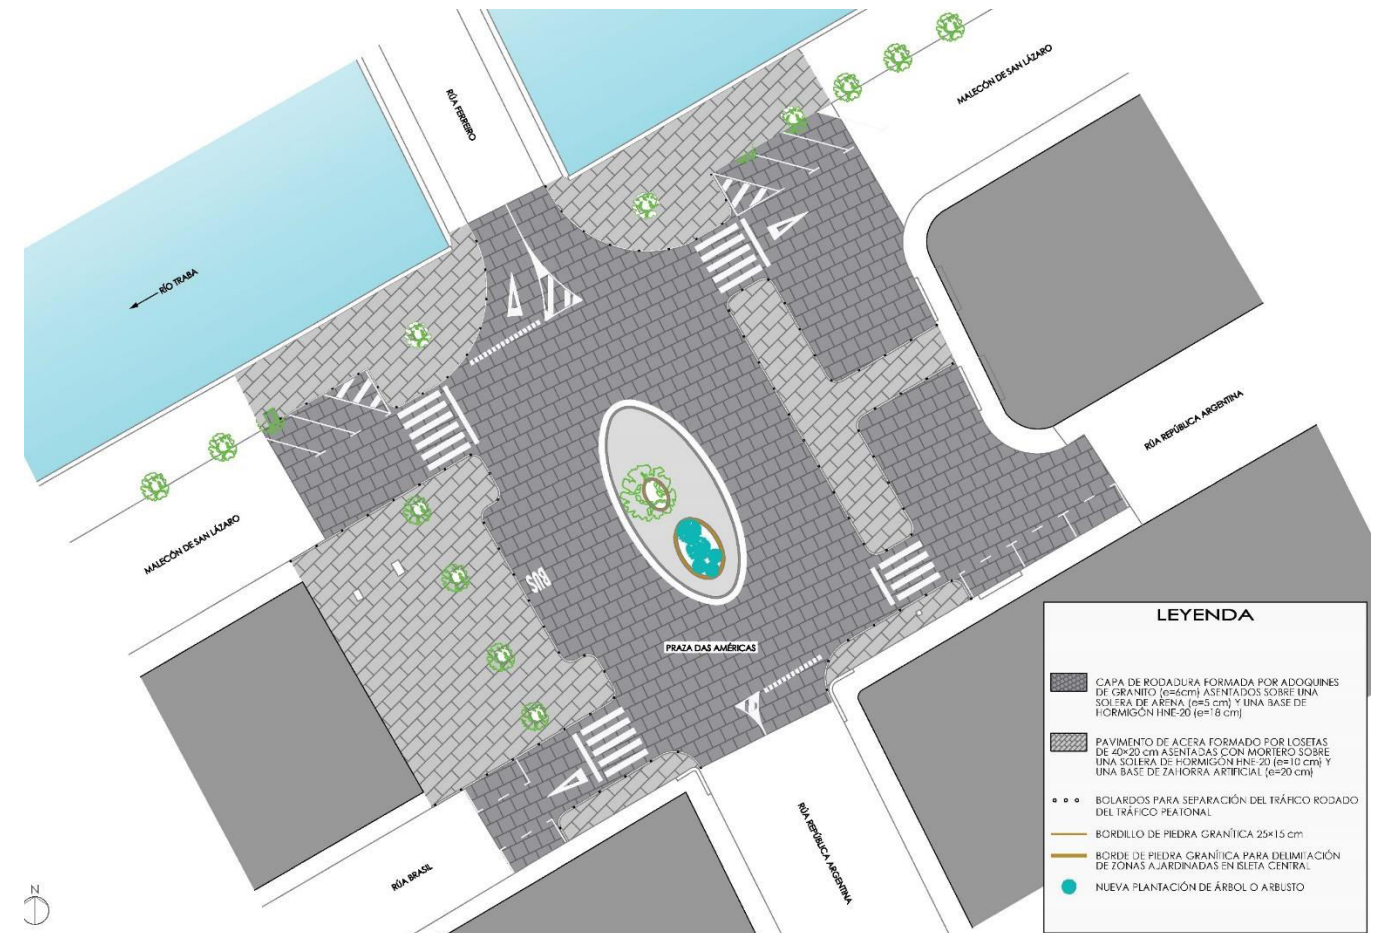 RÚA FERREIRO
MALECÓN DE SAN LÁZARO
RÍO TRABA
RÚA REPÚBLICA ARGENTINA
MALECÓN DE SAN LÁZARO
BUS
PRAZA DAS AMÉRICAS
RÚA REPÚBLICA ARGENTINA
RÚA BRASIL
N
LEYENDA
CAPA DE RODADURA FORMADA POR ADOQUINES
DE GRANITO (e=6cm) ASENTADOS SOBRE UNA
SOLERA DE ARENA (e=5 cm) Y UNA BASE DE
HORMIGÓN HNE-20 (e=18 cm)
PAVIMENTO DE ACERA FORMADO POR LOSETAS
DE 40×20 cm ASENTADAS CON MORTERO SOBRE
UNA SOLERA DE HORMIGÓN HNE-20 (e=10 cm) Y
UNA BASE DE ZAHORRA ARTIFICIAL (e=20 cm)
BOLARDOS PARA SEPARACIÓN DEL TRÁFICO RODADO
DEL TRÁFICO PEATONAL
BORDILLO DE PIEDRA GRANÍTICA 25×15 cm
BORDE DE PIEDRA GRANÍTICA PARA DELIMITACIÓN
DE ZONAS AJARDINADAS EN ISLETA CENTRAL
NUEVA PLANTACIÓN DE ÁRBOL O ARBUSTO